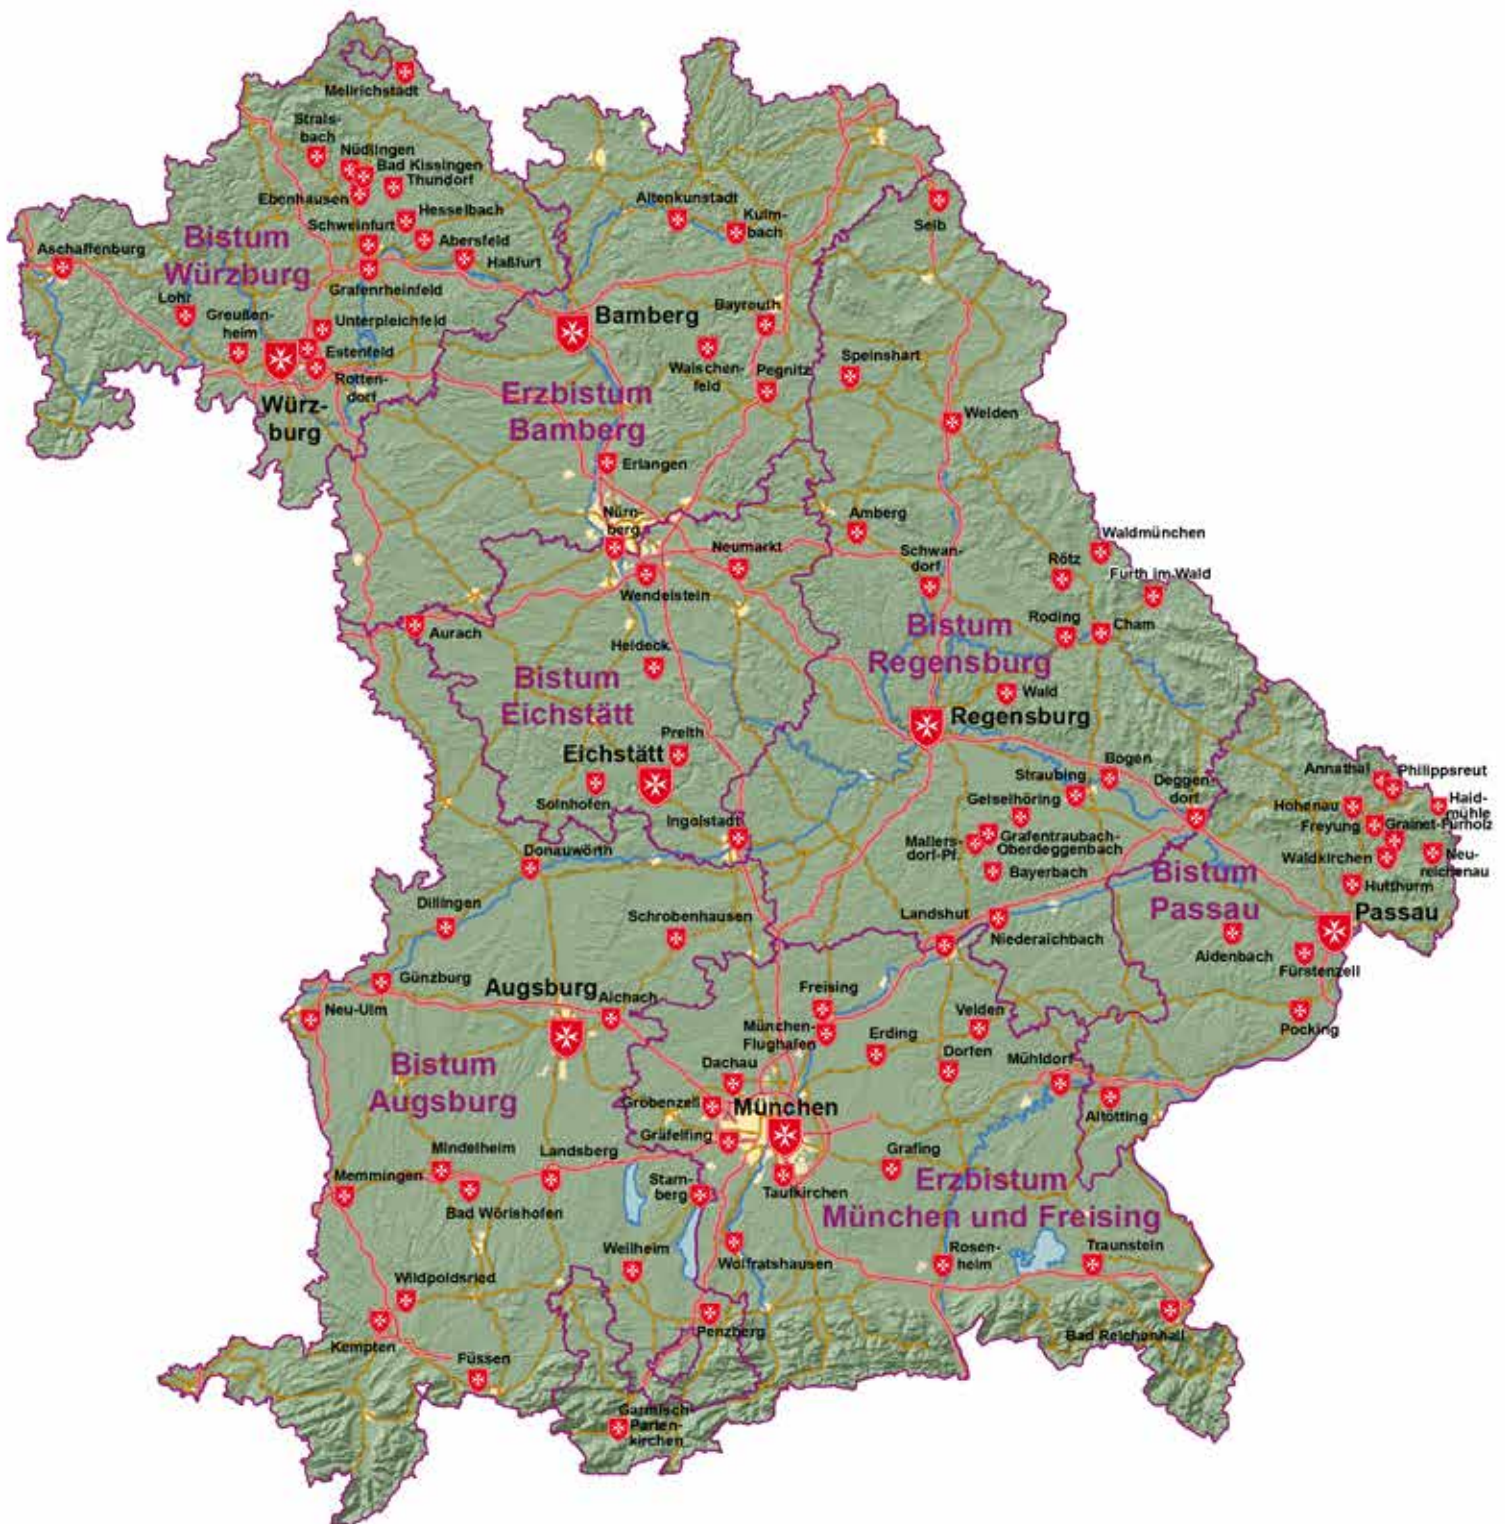 Mellrichstadt
Strals-
bach
Nüdlingen
Bad Kissingen
Thundorf
Ebenhausen
Hesselbach
Schweinfurt
Abersfeld
Haßfurt
Grafenrheinfeld
Bistum
Würzburg
Aschaffenburg
Lohr
Greußen-
heim
Unterpleichfeld
Estenfeld
Rotten-
dorf
Würz-
burg
Altenkunstadt
Kulm-
bach
Selb
Bamberg
Bayreuth
Waischen-
feld
Pegnitz
Speinshart
Erzbistum
Bamberg
Weiden
Erlangen
Nürn-
berg
Amberg
Neumarkt
Schwan-
dorf
Waldmünchen
Rötz
Furth im Wald
Wendelstein
Aurach
Heideck
Roding
Cham
Bistum
Regensburg
Wald
Regensburg
Bistum
Eichstätt
Preith
Eichstätt
Solnhofen
Ingolstadt
Donauwörth
Bogen
Straubing
Deggen-
dorf
Geiselhöring
Mallers-
dorf-Pf.
Grafentraubach-
Oberdeggenbach
Bayerbach
Annathal
Philippsreut
Hohenau
Haid-
mühle
Freyung
Grainet-Fürholz
Waldkirchen
Neu-
reichenau
Hutthurm
Bistum
Passau
Passau
Aidenbach
Fürstenzell
Pocking
Dillingen
Schrobenhausen
Landshut
Niederaichbach
Günzburg
Neu-Ulm
Augsburg
Aichach
Freising
München-
Flughafen
Erding
Velden
Dorfen
Mühldorf
Altötting
Bistum
Augsburg
Dachau
Gröbenzell
München
Gräfelfing
Grafing
Taufkirchen
Mindelheim
Landsberg
Memmingen
Bad Wörishofen
Starn-
berg
Erzbistum
München und Freising
Weilheim
Wolfratshausen
Rosen-
heim
Traunstein
Wildpoldsried
Kempten
Penzberg
Bad Reichenhall
Füssen
Garmisch-
Parten-
kirchen